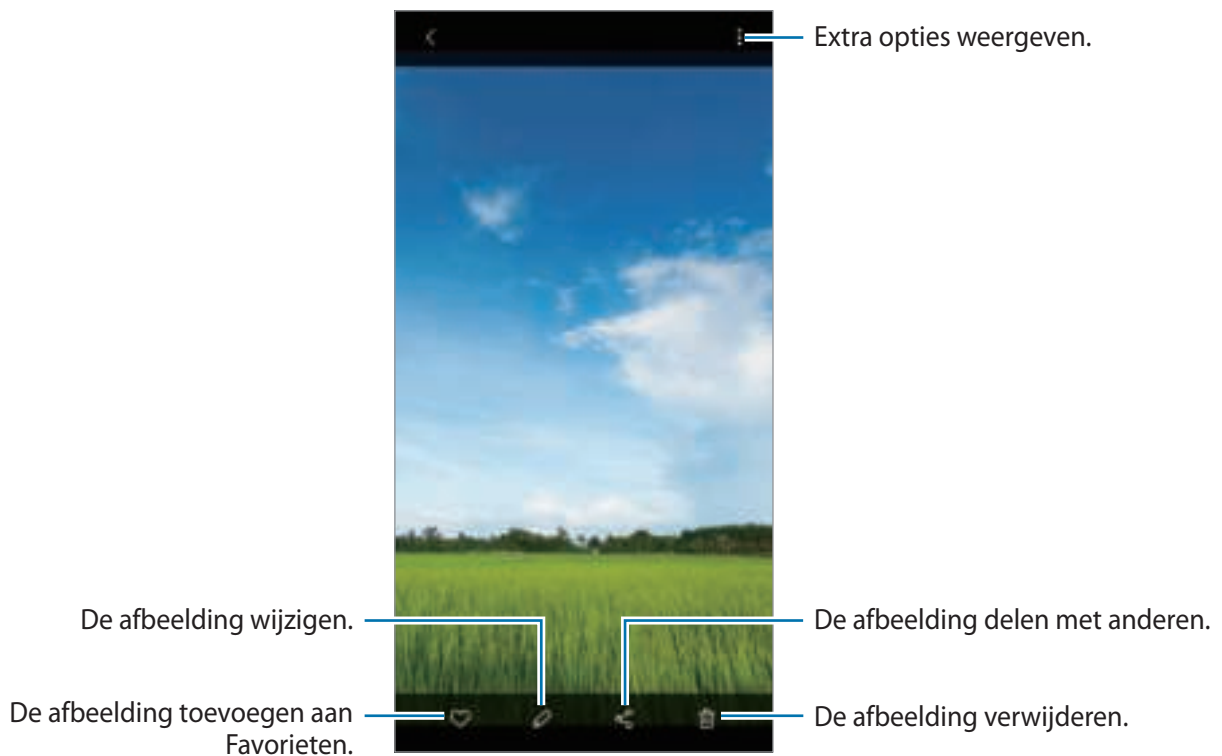 Extra opties weergeven.
De afbeelding wijzigen.
De afbeelding delen met anderen.
De afbeelding toevoegen aan
Favorieten.
De afbeelding verwijderen.